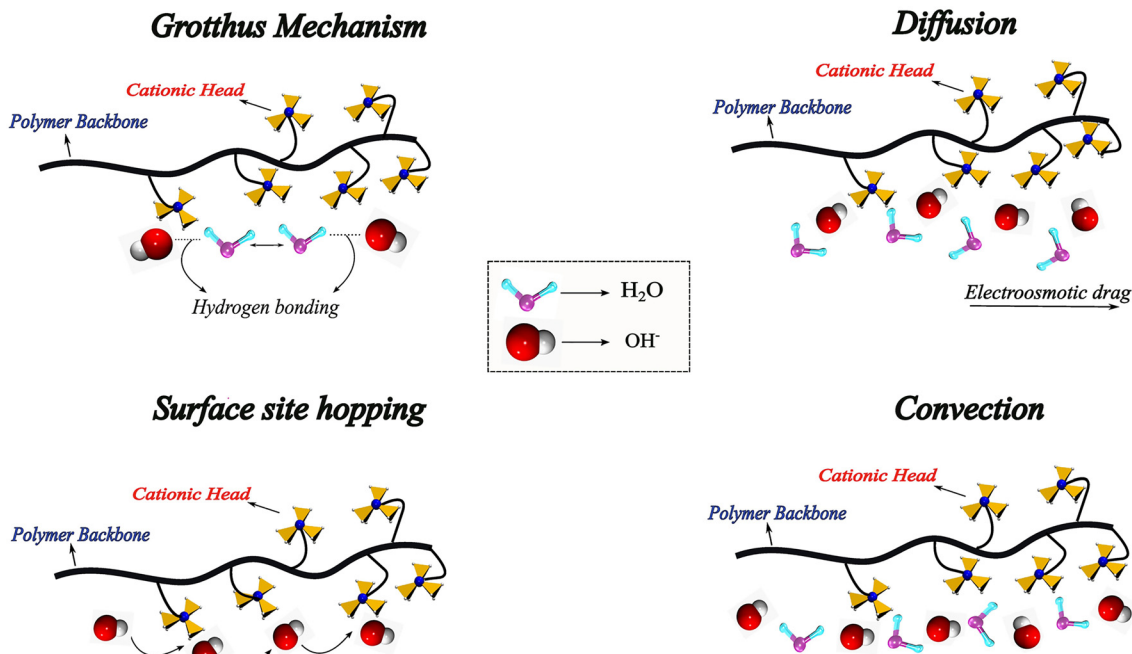 Grotthus Mechanism
Cationic Head
Polymer Backbone
Hydrogen bonding
Diffusion
Cationic Head
Polymer Backbone
Electroosmotic drag
H₂O
OH⁻
Surface site hopping
Cationic Head
Polymer Backbone
Convection
Cationic Head
Polymer Backbone